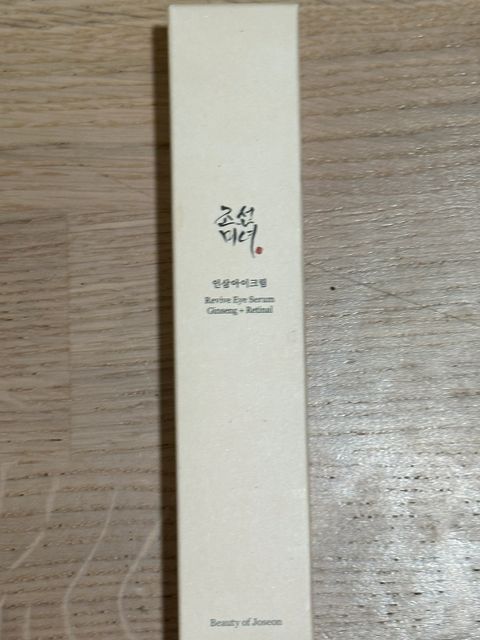 조선
미녀
인삼아이크림
Revive Eye Serum
Ginseng + Retinal
Beauty of Joseon